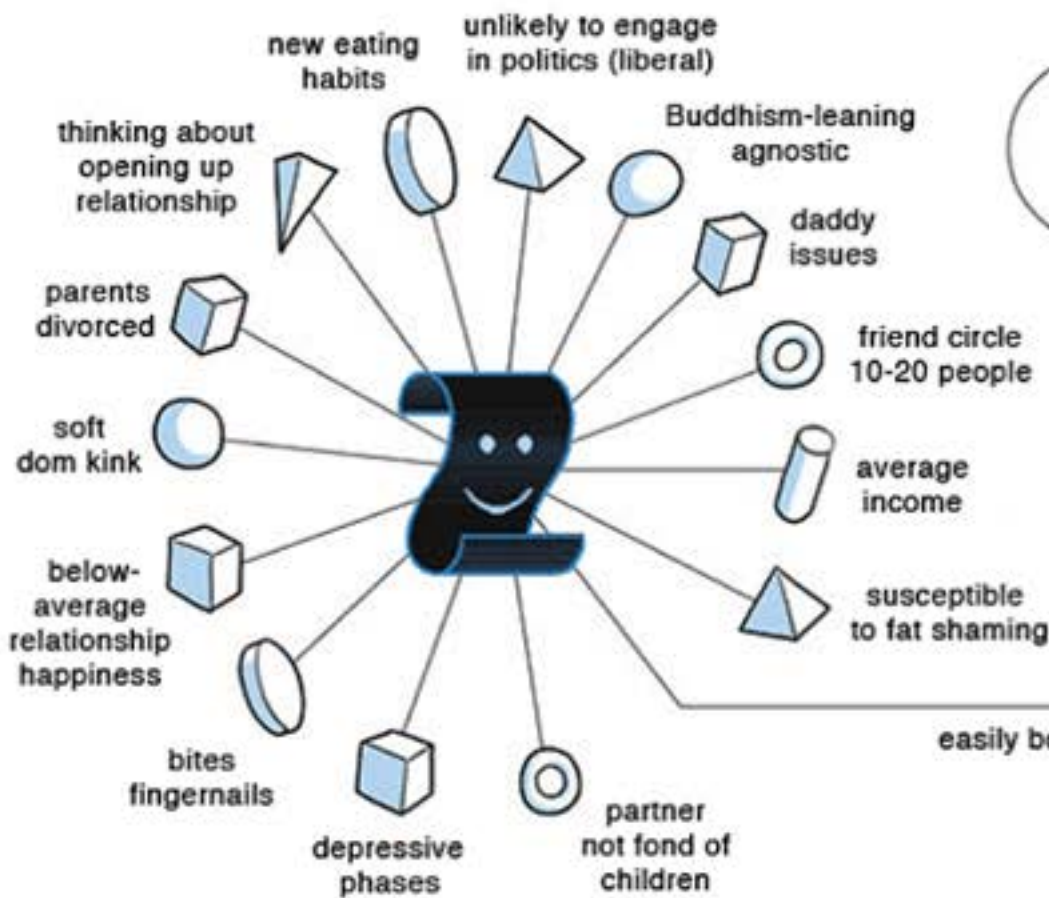 new eating
habits
unlikely to engage
in politics (liberal)
Buddhism-leaning
agnostic
thinking about
opening up
relationship
daddy
issues
parents
divorced
friend circle
10-20 people
soft
dom kink
average
income
below-
average
relationship
happiness
susceptible
to fat shaming
easily
bites
fingernails
depressive
phases
partner
not fond of
children